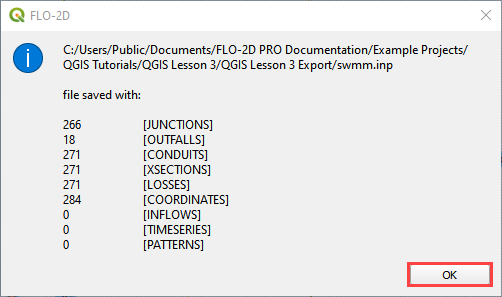 FLO-2D
C:/Users/Public/Documents/FLO-2D PRO Documentation/Example Projects/
QGIS Tutorials/QGIS Lesson 3/QGIS Lesson 3 Export/swmm.inp
file saved with:
266 [JUNCTIONS]
18 [OUTFALLS]
271 [CONDUITS]
271 [XSECTIONS]
271 [LOSSES]
284 [COORDINATES]
0 [INFLOWS]
0 [TIMESERIES]
0 [PATTERNS]
OK